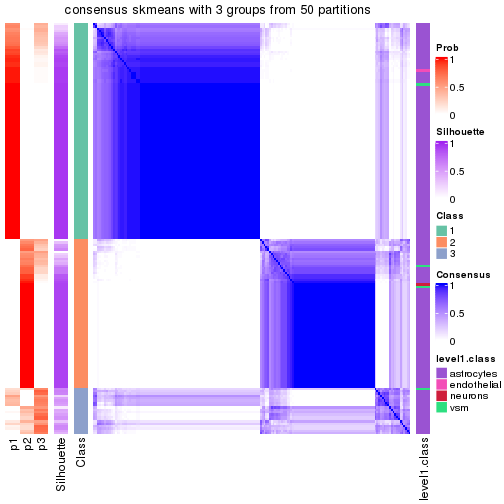 consensus skmeans with 3 groups from 50 partitions
Prob
1
0.5
0
Silhouette
1
0.5
0
Class
1
2
3
Consensus
1
0.5
0
level1.class
astrocytes
endothelial
neurons
vsm
p1
p2
p3
Silhouette
Class
level1.class